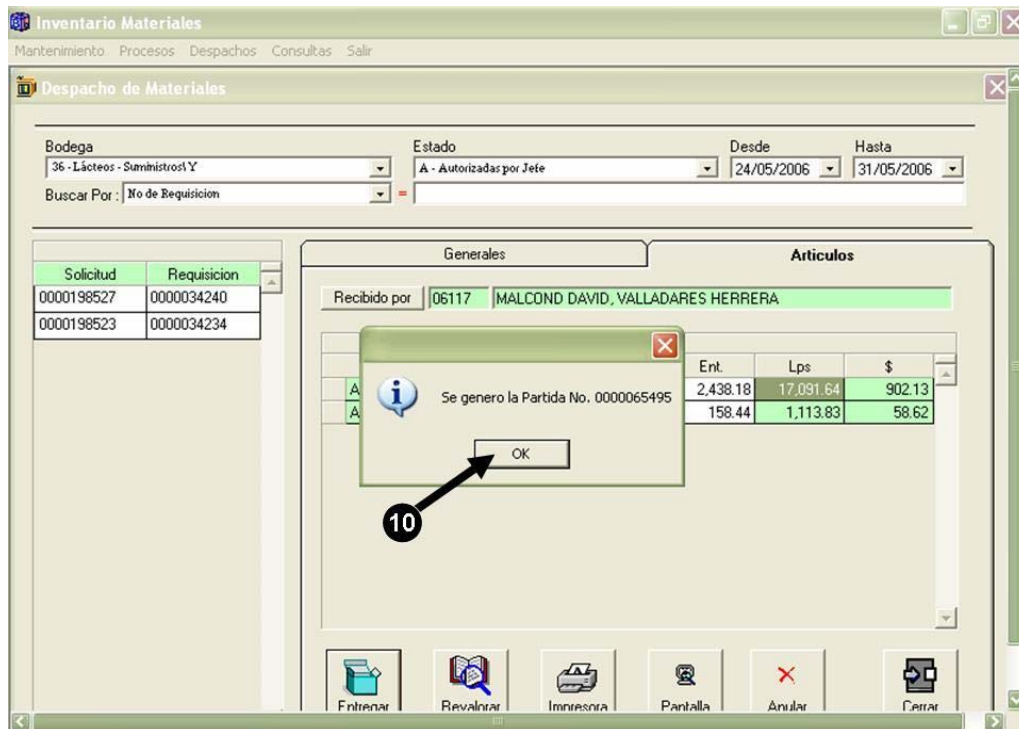 Inventario Materiales
Mantenimiento Procesos Despachos Consultas Salir
Despacho de Materiales
Bodega Estado Desde Hasta
36 - Lácteos - Suministros\ Y A - Autorizadas por Jefe 24/05/2006 31/05/2006
Buscar Por : No de Requisicion =
Generales Articulos
Solicitud Requisicion
0000198527 0000034240
0000198523 0000034234
Recibido por 06117 MALCOND DAVID, VALLADARES HERRERA
Ent. Lps $
A 2,438.18 17,091.64 902.13
A 158.44 1,113.83 58.62
Se genero la Partida No. 0000065495
OK
10
Entregar Revalorar Impresora Pantalla Anular Cerrar